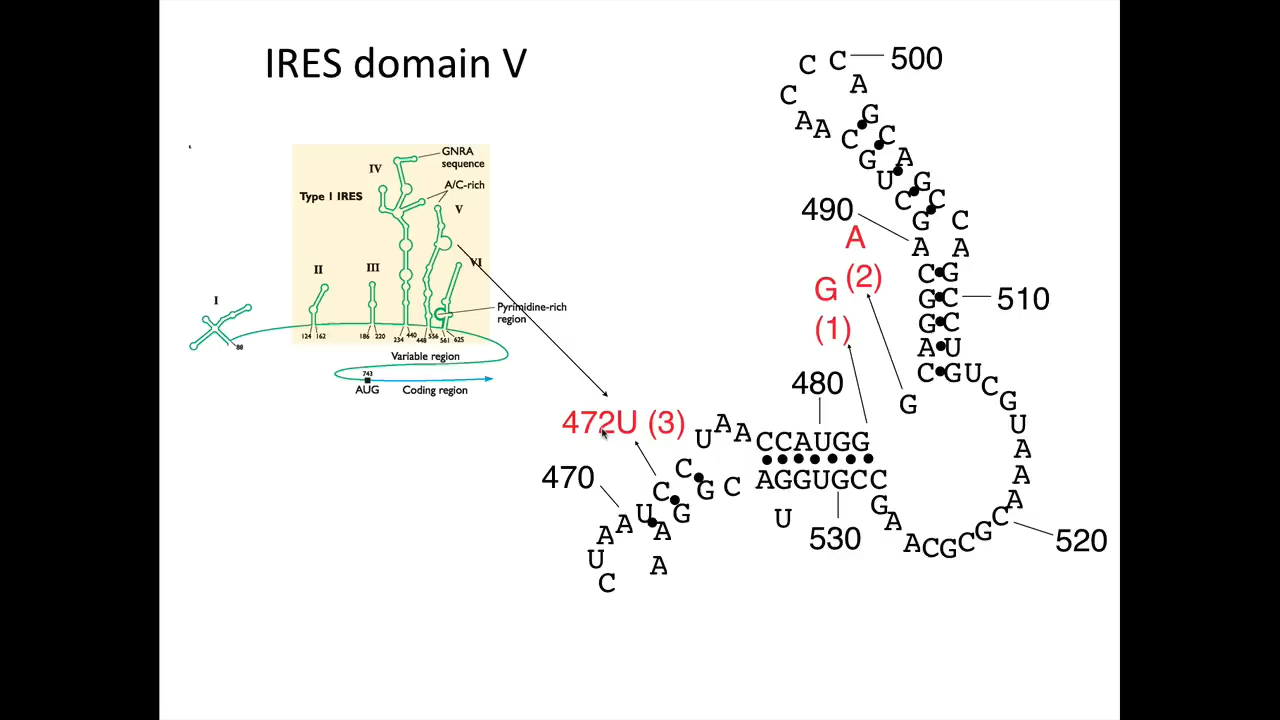 IRES domain V
GNRA
sequence
IV
A/C-rich
Type 1 IRES
V
VI
II
III
I
Pyrimidine-rich
region
124 162
186 220
234 440
448 556
561 625
88
Variable region
743
AUG
Coding region
500
C C
A
C
A A
G
C C
G A
U G
C C
490
G C
A A
A
C G
(2)
G
G C
510
(1)
G C
A U
C G U C
480
G
G
472U (3)
U
U A A C C A U G G
A
470
C
C
G C
A G G U G C C
A
U A A U
G
A
G
A
C
A A
U
530
A C G C G
520
A
U
C